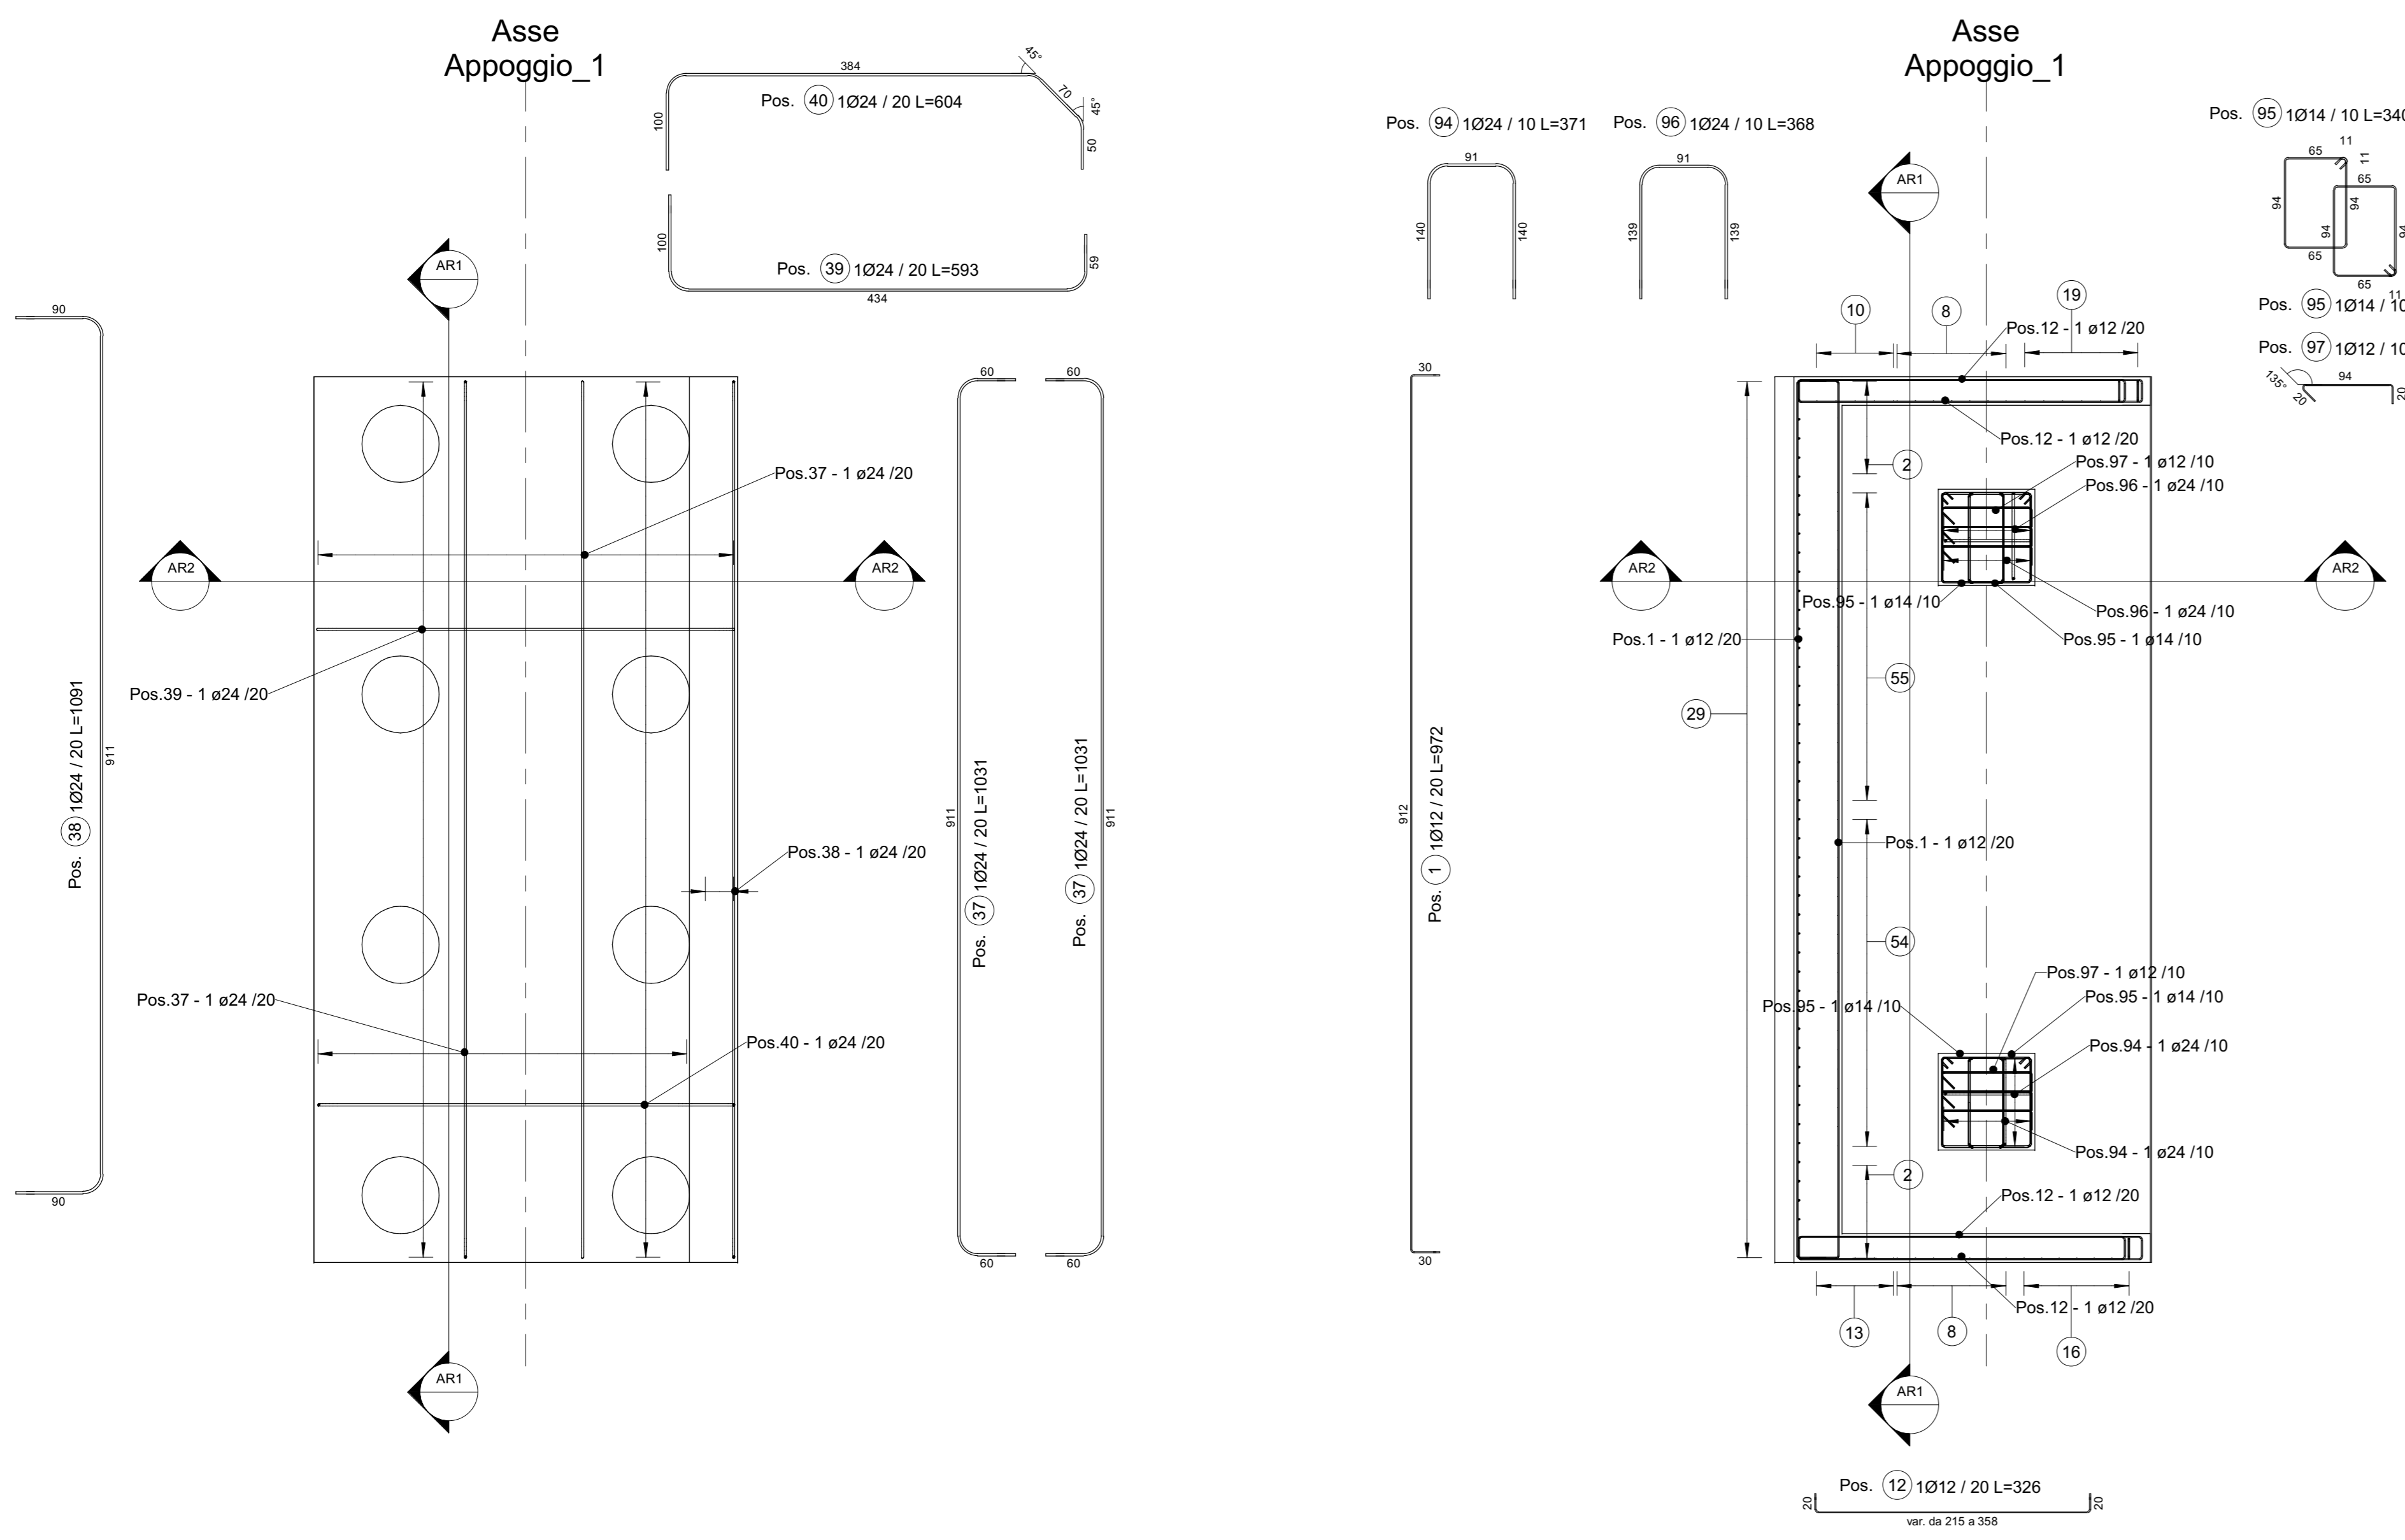 Asse
Appoggio_1
384
45°
70
45°
Pos. 40 1Ø24 / 20 L=604
100
50
100
Pos. 39 1Ø24 / 20 L=593
59
434
AR1
90
Pos. 38 1Ø24 / 20 L=1091
911
90
Pos.37 - 1 ø24 /20
AR2
AR2
Pos.39 - 1 ø24 /20
Pos.38 - 1 ø24 /20
Pos.37 - 1 ø24 /20
Pos.40 - 1 ø24 /20
AR1
60
60
911
Pos. 37 1Ø24 / 20 L=1031
Pos. 37 1Ø24 / 20 L=1031
911
60
60
Asse
Appoggio_1
Pos. 94 1Ø24 / 10 L=371
91
140
140
Pos. 96 1Ø24 / 10 L=368
91
139
139
AR1
Pos. 95 1Ø14 / 10 L=340
11
65
11
65
94
94
94
94
65
65
11
Pos. 95 1Ø14 / 10
Pos. 97 1Ø12 / 10
135°
94
20
20
10
8
19
Pos.12 - 1 ø12 /20
30
912
Pos. 1 1Ø12 / 20 L=972
30
Pos.12 - 1 ø12 /20
2
Pos.97 - 1 ø12 /10
Pos.96 - 1 ø24 /10
AR2
AR2
Pos.95 - 1 ø14 /10
Pos.96 - 1 ø24 /10
Pos.1 - 1 ø12 /20
Pos.95 - 1 ø14 /10
55
29
Pos.1 - 1 ø12 /20
54
Pos.97 - 1 ø12 /10
Pos.95 - 1 ø14 /10
Pos.95 - 1 ø14 /10
Pos.94 - 1 ø24 /10
Pos.94 - 1 ø24 /10
2
Pos.12 - 1 ø12 /20
Pos.12 - 1 ø12 /20
13
8
16
AR1
Pos. 12 1Ø12 / 20 L=326
20
20
var. da 215 a 358